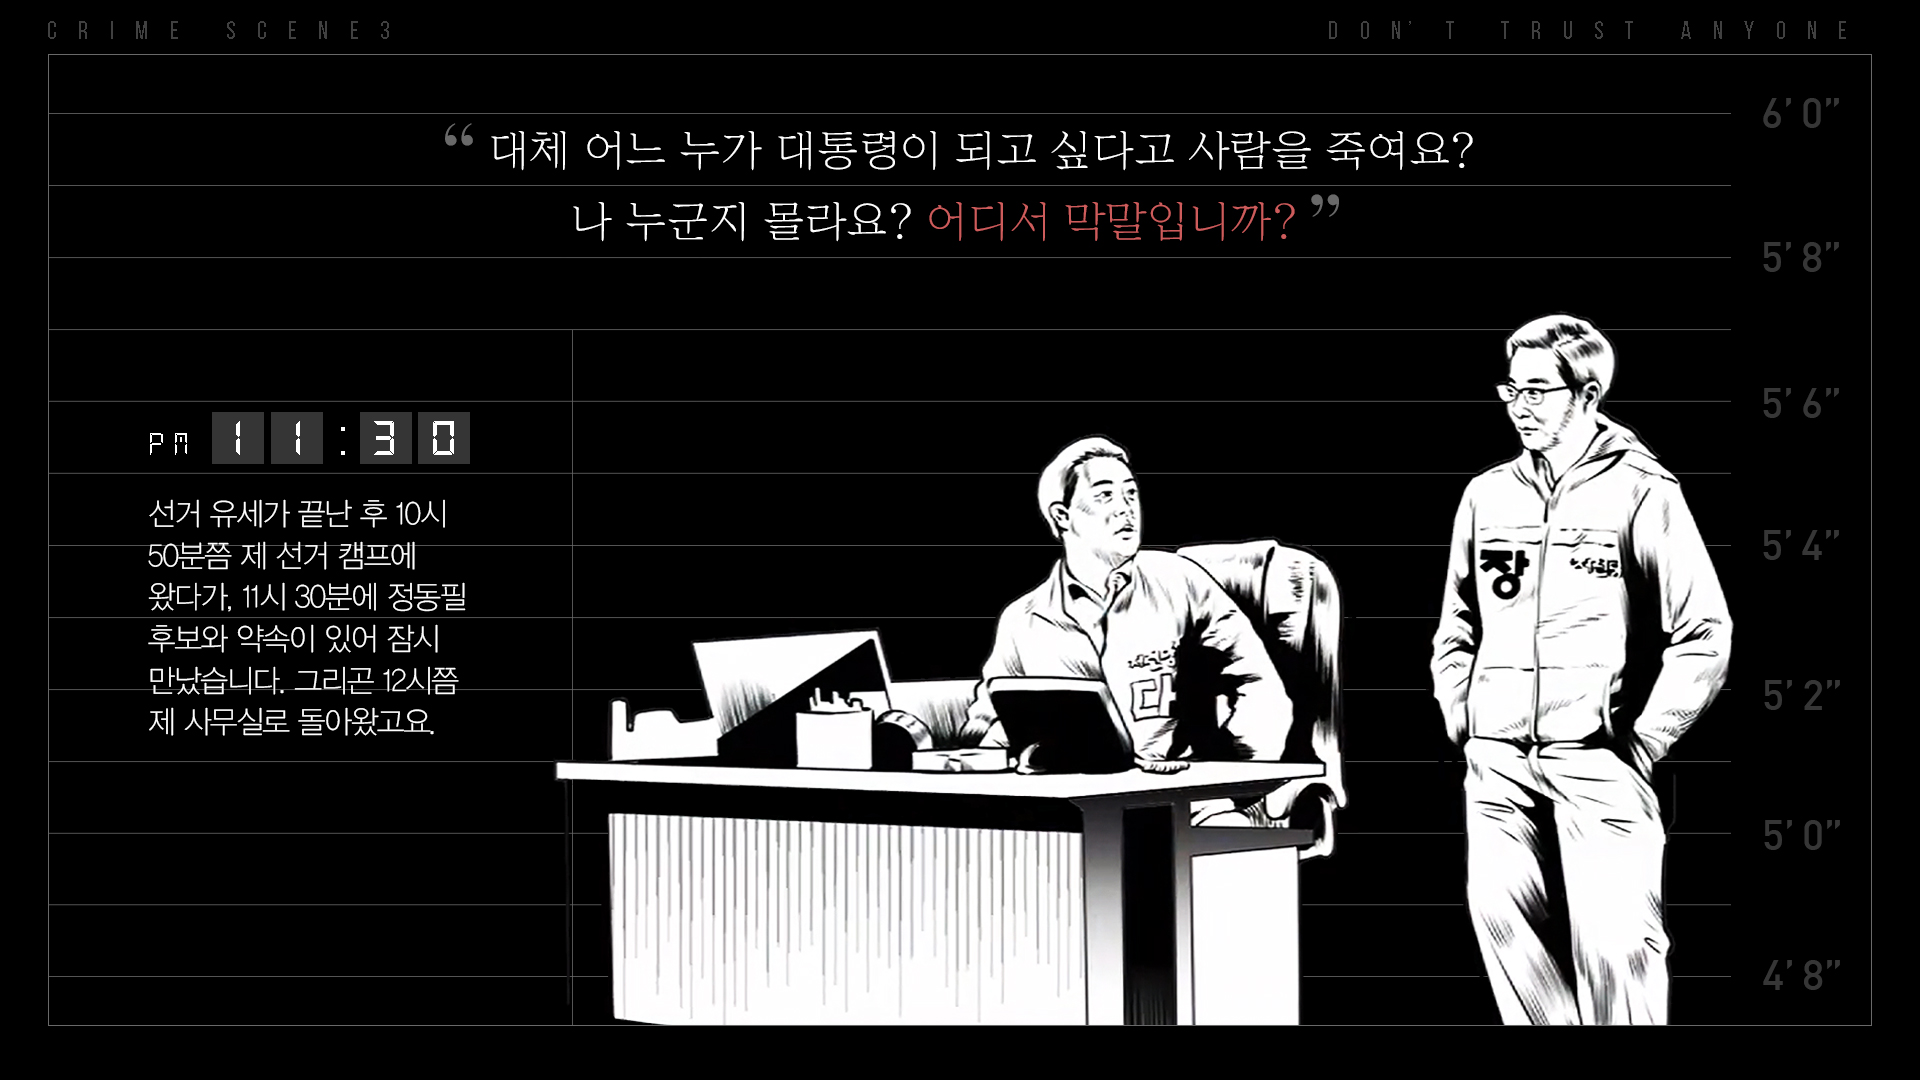 CRIME SCENE3
DON'T TRUST ANYONE
“ 대체 어느 누가 대통령이 되고 싶다고 사람을 죽여요?
나 누군지 몰라요? 어디서 막말입니까? ”
6’0”
5’8”
5’6”
5’4”
5’2”
5’0”
4’8”
PM 11:30
선거 유세가 끝난 후 10시
50분쯤 제 선거 캠프에
왔다가, 11시 30분에 정동필
후보와 약속이 있어 잠시
만났습니다. 그리곤 12시쯤
제 사무실로 돌아왔고요.
장
다